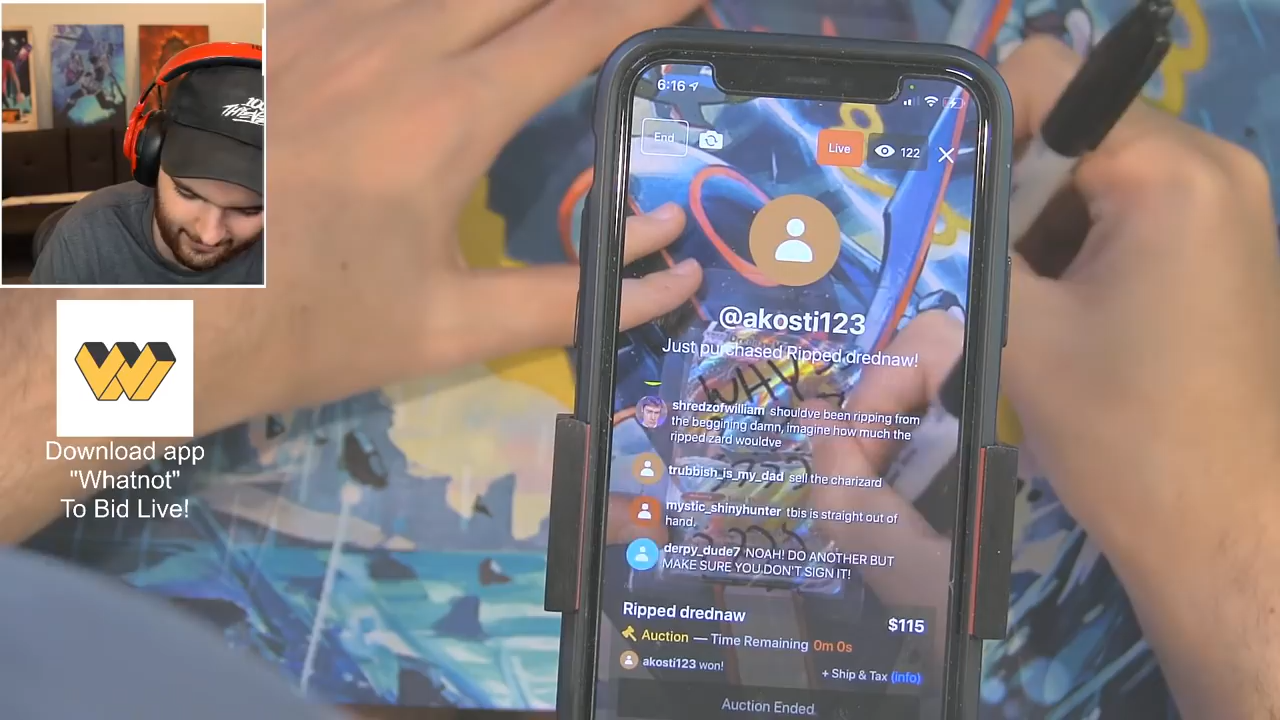 100
THIEVES
Download app
"Whatnot"
To Bid Live!
6:16
End
Live
122
@akosti123
Just purchased Ripped drednaw!
WHY
shredzofwilliam shouldve been ripping from
the beggining damn, imagine how much the
ripped zard wouldve
trubbish_is_my_dad sell the charizard
mystic_shinyhunter tbis is straight out of
hand.
derpy_dude7 NOAH! DO ANOTHER BUT
MAKE SURE YOU DON'T SIGN IT!
Ripped drednaw
$115
Auction — Time Remaining 0m 0s
akosti123 won!
+ Ship & Tax (info)
Auction Ended